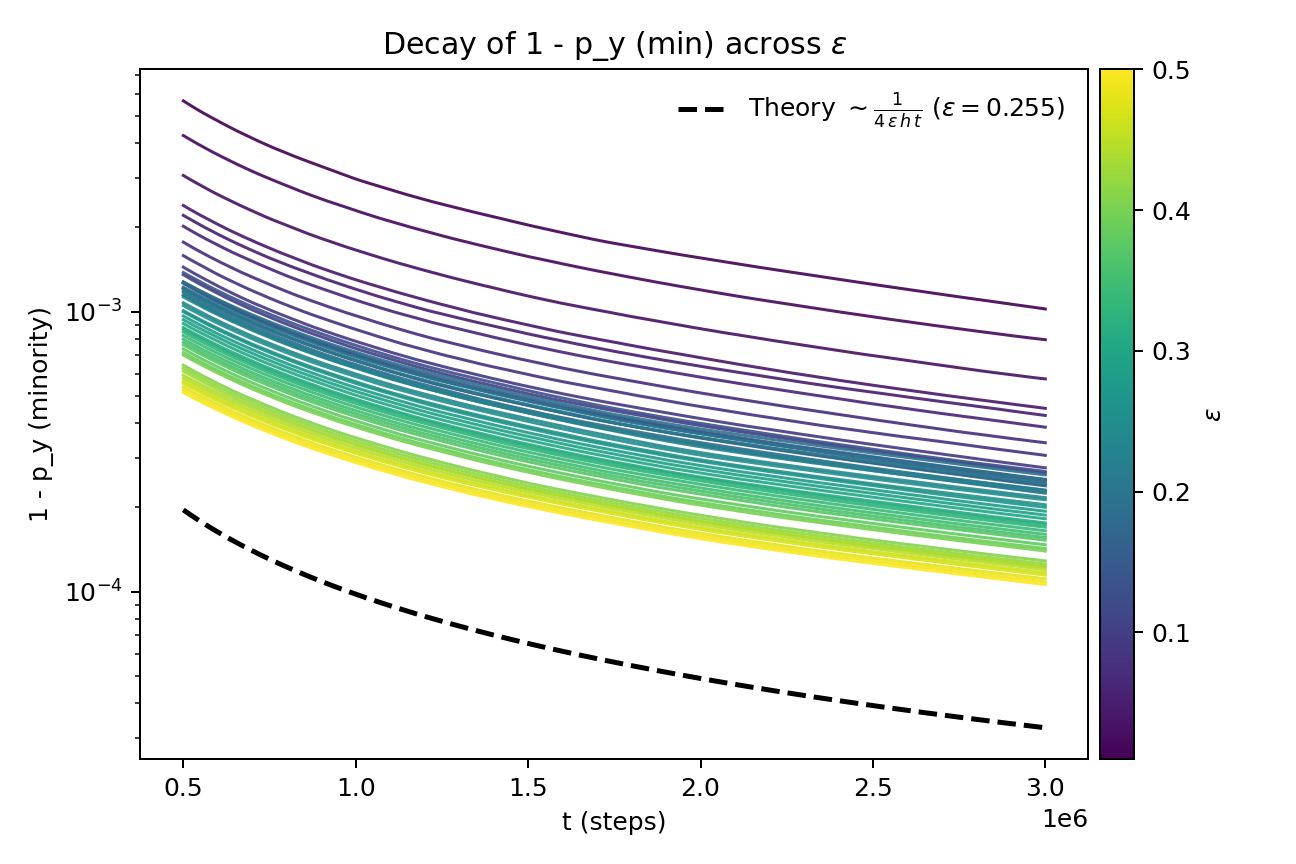 Decay of 1 - p_y (min) across ε
Theory ~ 1/(4 ε h t) (ε = 0.255)
1 - p_y (minority)
10⁻³
10⁻⁴
0.5
1.0
1.5
2.0
2.5
3.0
1e6
t (steps)
0.5
0.4
0.3
0.2
0.1
ε